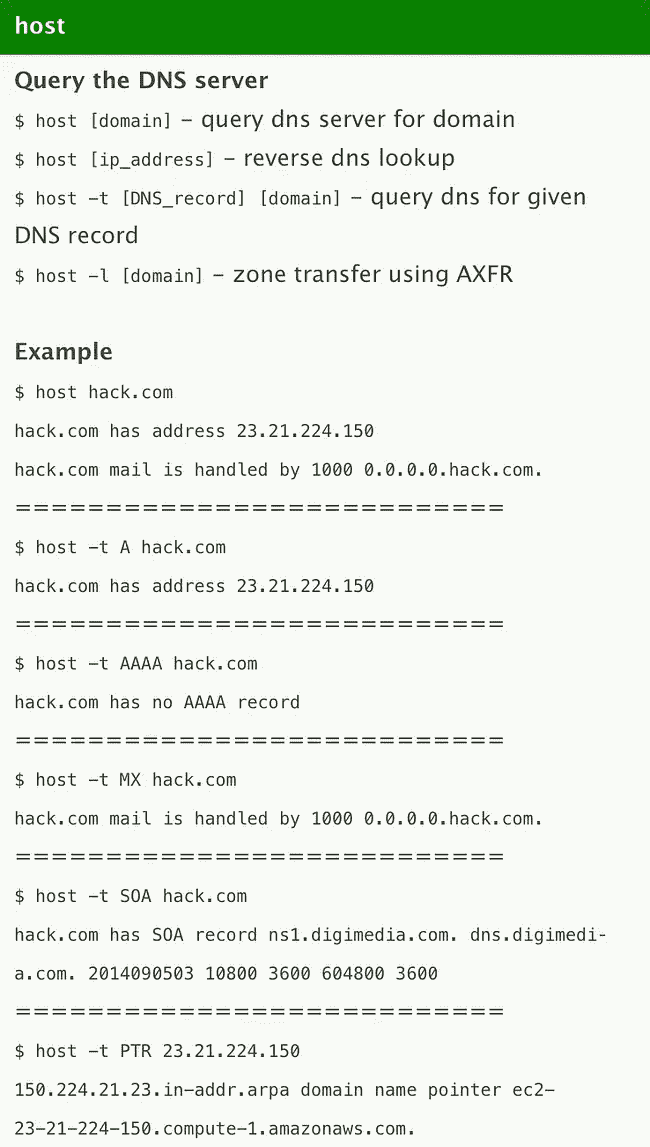 host
Query the DNS server
$ host [domain] – query dns server for domain
$ host [ip_address] – reverse dns lookup
$ host -t [DNS_record] [domain] – query dns for given
DNS record
$ host -l [domain] – zone transfer using AXFR
Example
$ host hack.com
hack.com has address 23.21.224.150
hack.com mail is handled by 1000 0.0.0.0.hack.com.
===========================
$ host -t A hack.com
hack.com has address 23.21.224.150
===========================
$ host -t AAAA hack.com
hack.com has no AAAA record
===========================
$ host -t MX hack.com
hack.com mail is handled by 1000 0.0.0.0.hack.com.
===========================
$ host -t SOA hack.com
hack.com has SOA record ns1.digimedia.com. dns.digimedi-
a.com. 2014090503 10800 3600 604800 3600
===========================
$ host -t PTR 23.21.224.150
150.224.21.23.in-addr.arpa domain name pointer ec2-
23-21-224-150.compute-1.amazonaws.com.